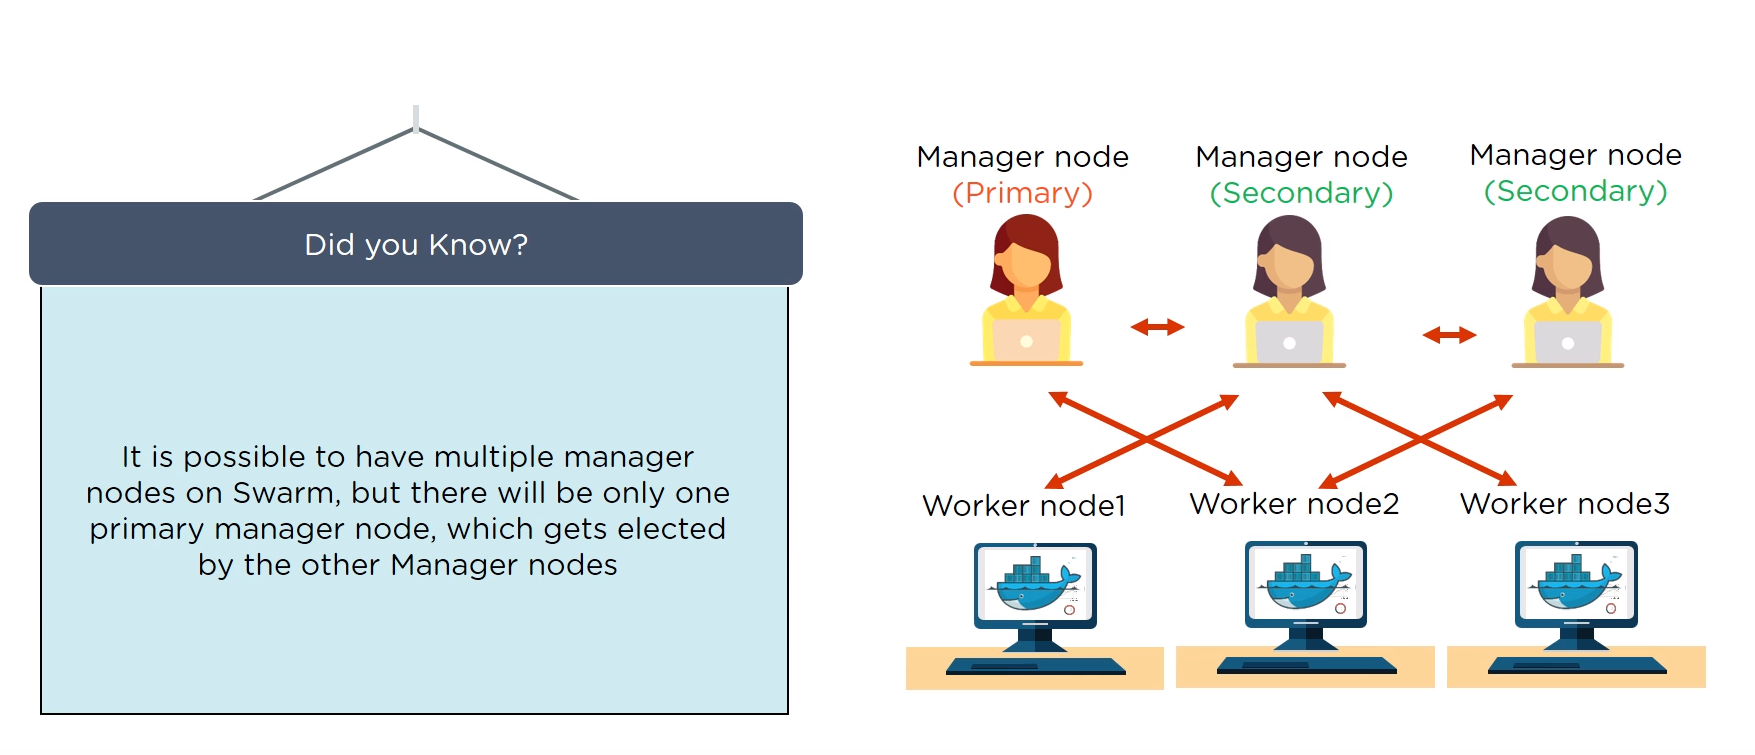 Did you Know?
It is possible to have multiple manager
nodes on Swarm, but there will be only one
primary manager node, which gets elected
by the other Manager nodes
Manager node
(Primary)
Manager node
(Secondary)
Manager node
(Secondary)
Worker node1
Worker node2
Worker node3